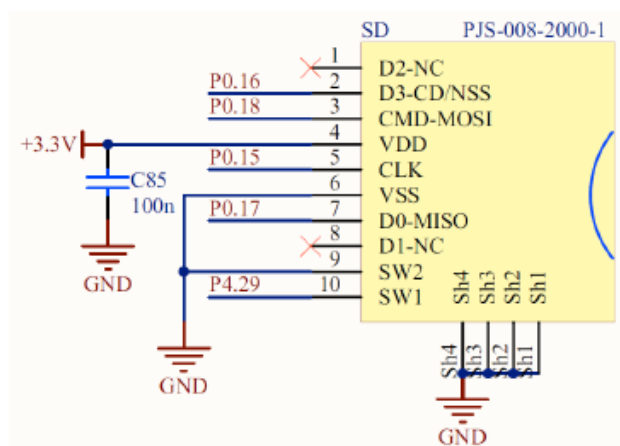 SD PJS-008-2000-1
1 D2-NC
P0.16 2 D3-CD/NSS
P0.18 3 CMD-MOSI
+3.3V 4 VDD
P0.15 5 CLK
C85 6 VSS
100n P0.17 7 D0-MISO
8 D1-NC
GND 9 SW2
P4.29 10 SW1
Sh4 Sh3 Sh2 Sh1
Sh4 Sh3 Sh2 Sh1
GND
GND